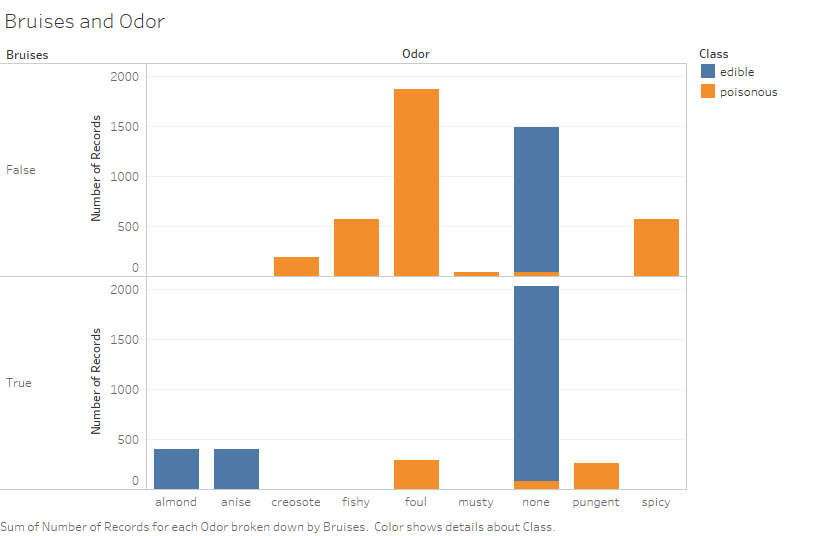 Bruises and Odor
Bruises
Odor
Class
edible
poisonous
False
Number of Records
2000
1500
1000
500
0
True
Number of Records
2000
1500
1000
500
0
almond anise creosote fishy foul musty none pungent spicy
Sum of Number of Records for each Odor broken down by Bruises. Color shows details about Class.